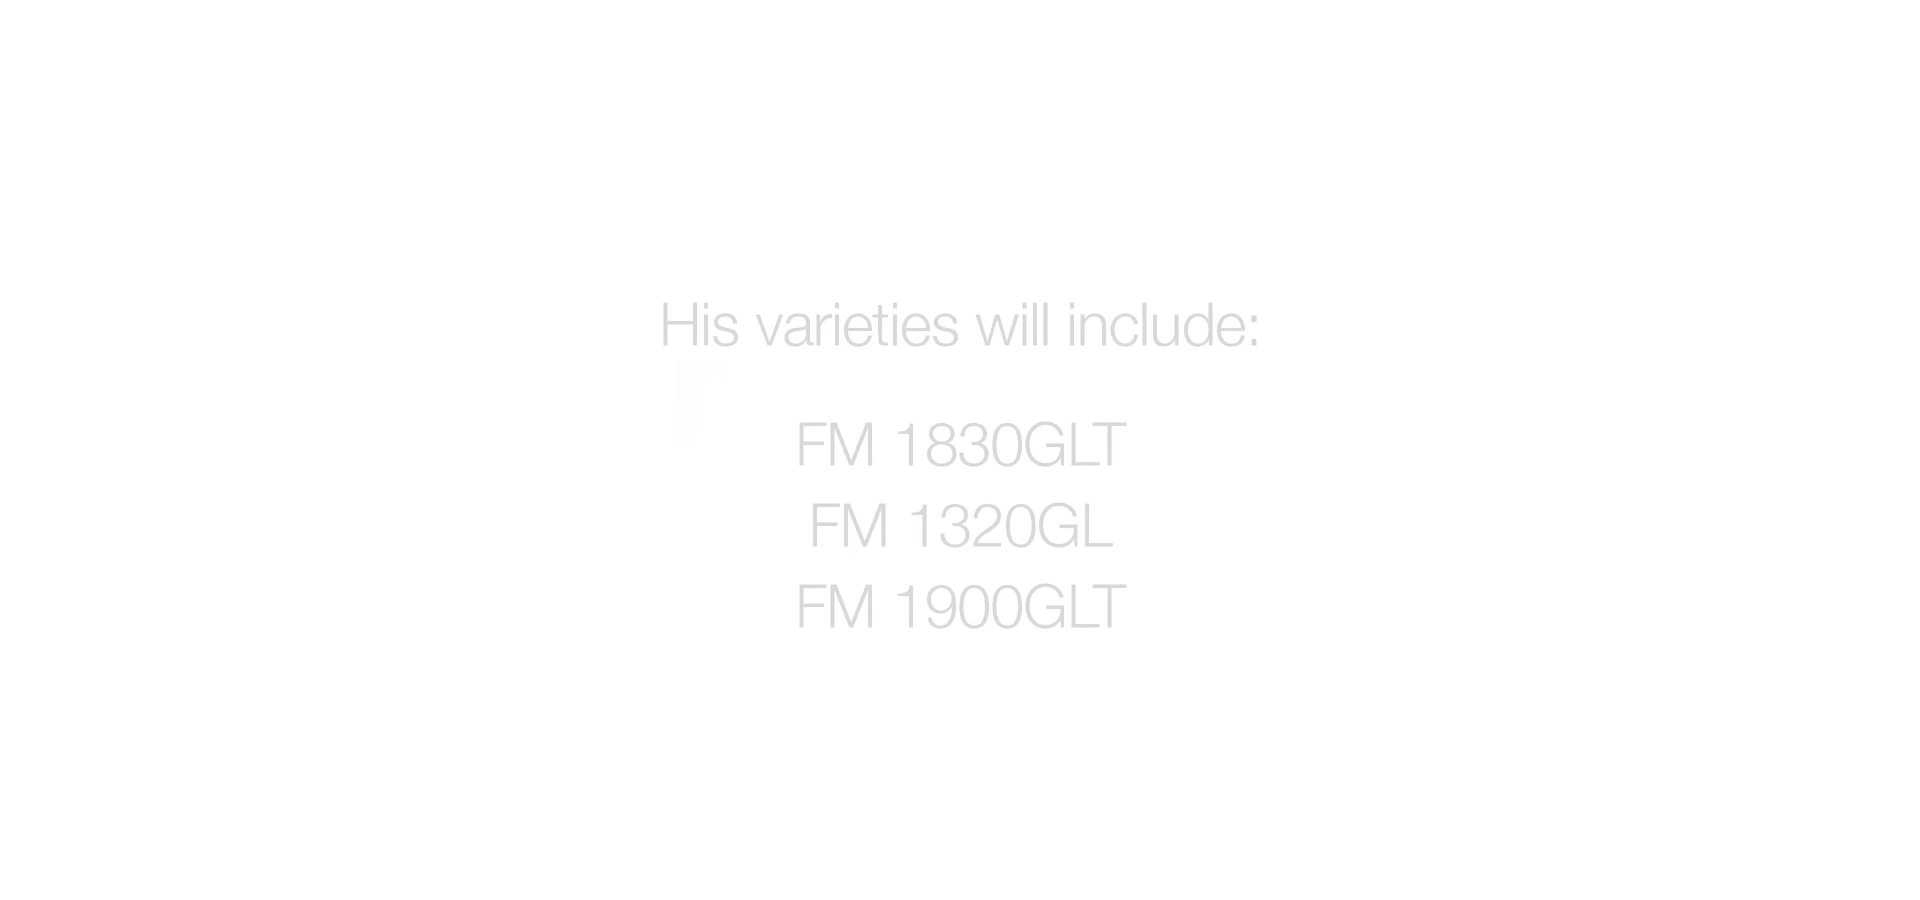 His varieties will include:
FM 1830GLT
FM 1320GL
FM 1900GLT